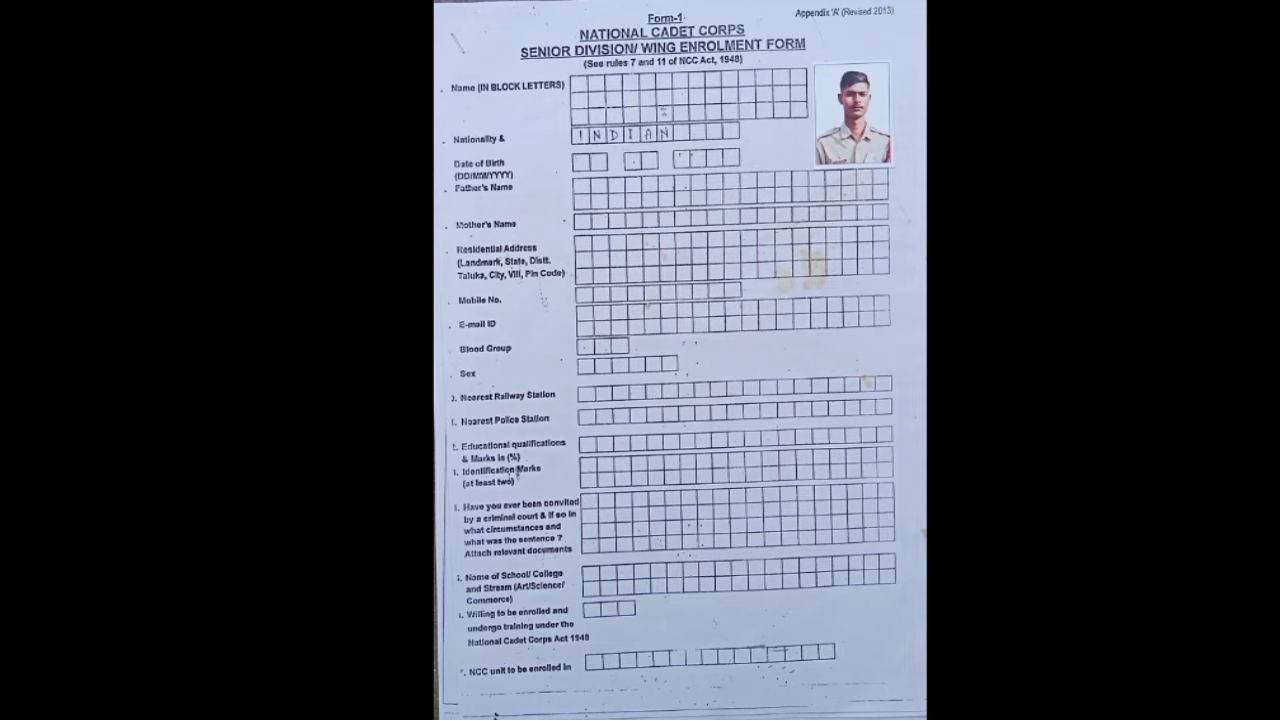 Appendix 'A' (Revised 2013)
Form-1
NATIONAL CADET CORPS
SENIOR DIVISION/ WING ENROLMENT FORM
(See rules 7 and 11 of NCC Act, 1948)
Name (IN BLOCK LETTERS)
Nationality & INDIAN
Date of Birth
(DD/MM/YYYY)
Father's Name
Mother's Name
Residential Address
(Landmark, State, Distt.
Taluka, City, Vill, Pin Code)
Mobile No.
E-mail ID
Blood Group
Sex
Nearest Railway Station
Nearest Police Station
Educational qualifications
& Marks in (%)
Identification Marks
(at least two)
Have you ever been convited
by a criminal court & if so in
what circumstances and
what was the sentence ?
Attach relevant documents
Name of School/ College
and Stream (Art/Science/
Commerce)
Willing to be enrolled and
undergo training under the
National Cadet Corps Act 1948
NCC unit to be enrolled in